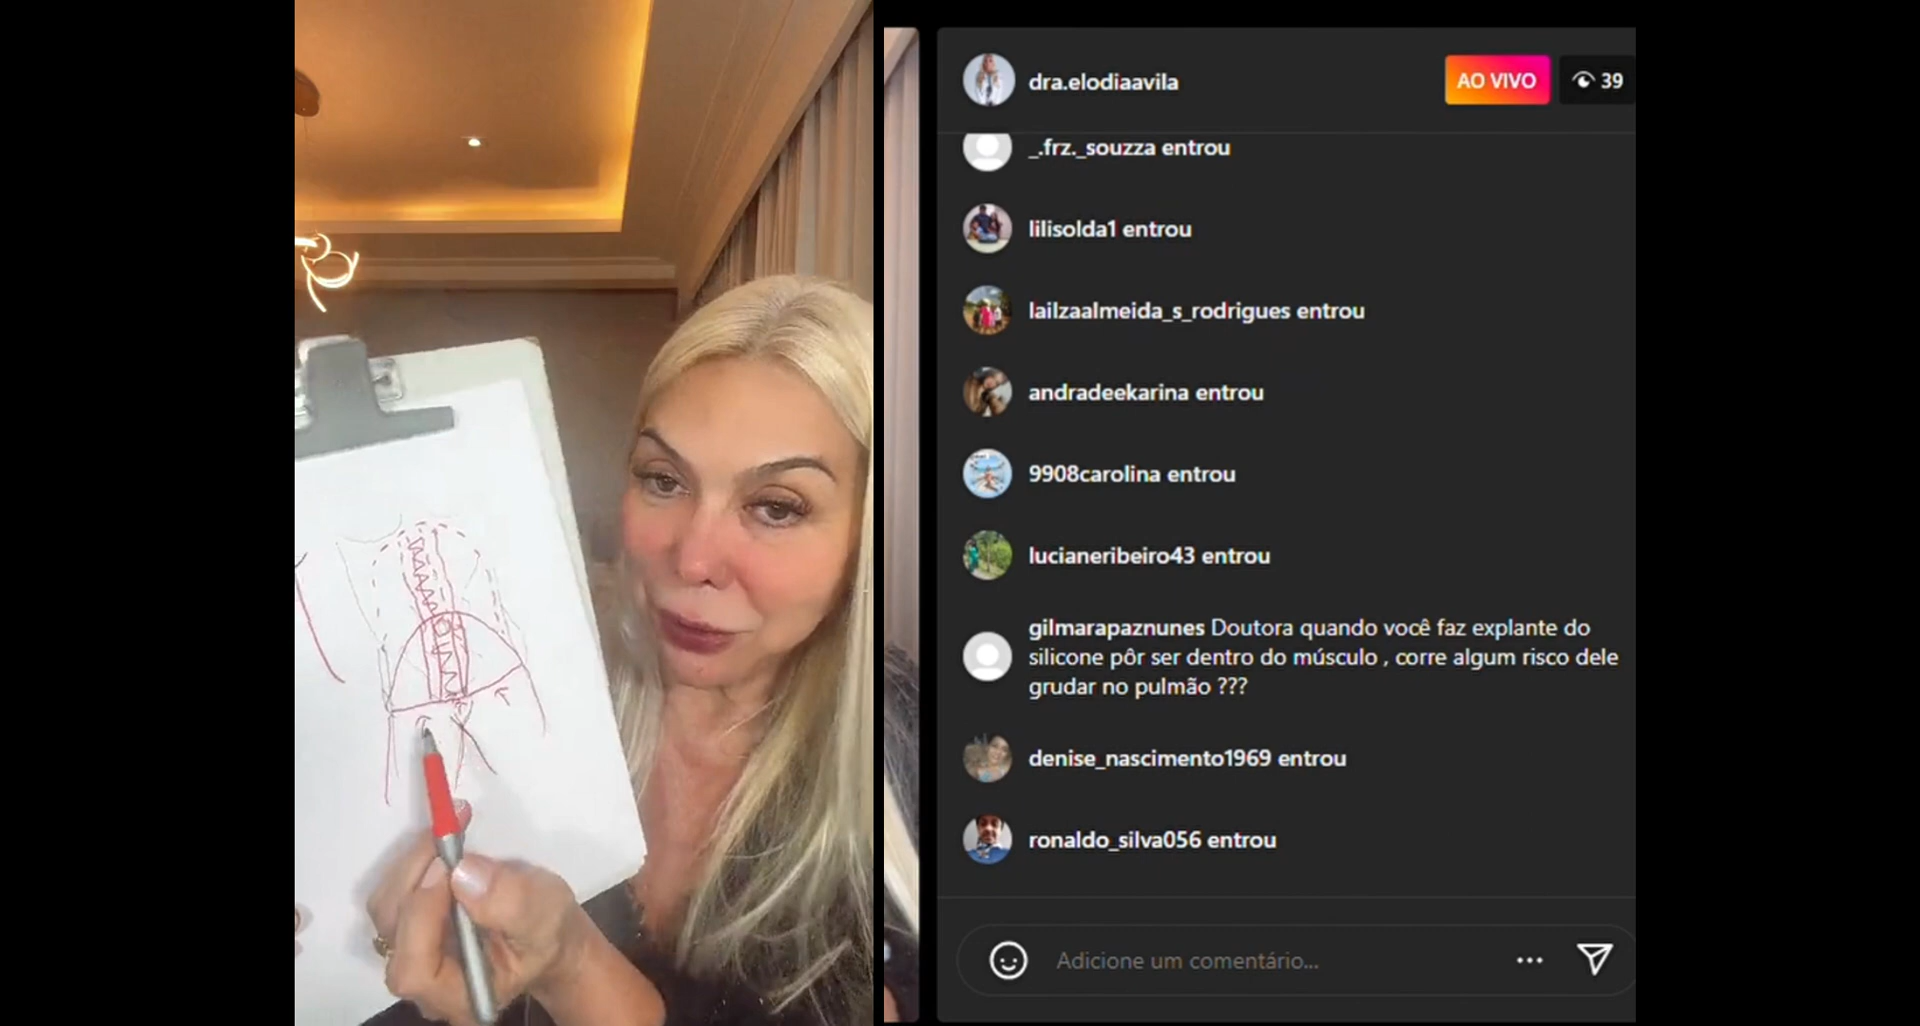 dra.elodiaavila
AO VIVO
39
_.frz._souzza entrou
lilisolda1 entrou
lailzaalmeida_s_rodrigues entrou
andradeekarina entrou
9908carolina entrou
lucianeribeiro43 entrou
gilmarapaznunes Doutora quando você faz explante do
silicone pôr ser dentro do músculo , corre algum risco dele
grudar no pulmão ???
denise_nascimento1969 entrou
ronaldo_silva056 entrou
Adicione um comentário...